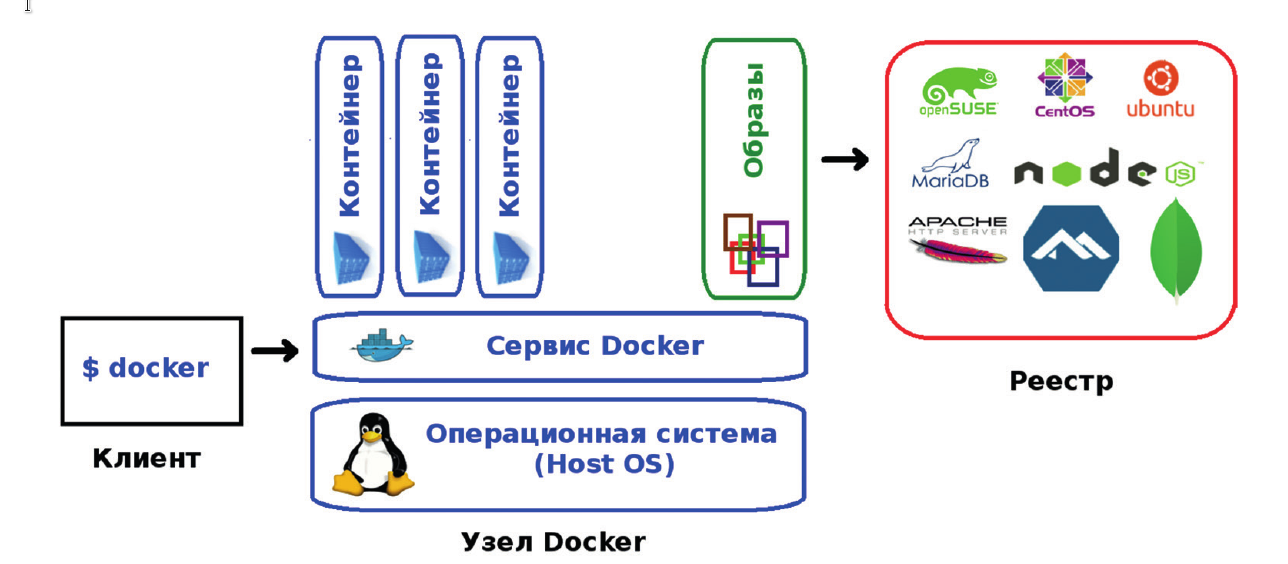 Контейнер
Контейнер
Контейнер
Образы
openSUSE
CentOS
ubuntu
MariaDB
node JS™
APACHE
HTTP SERVER
Реестр
$ docker
Клиент
Сервис Docker
Операционная система
(Host OS)
Узел Docker